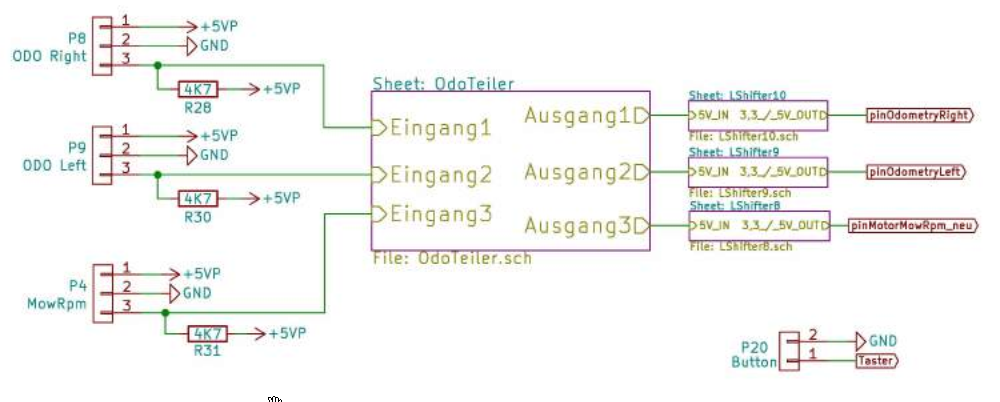 P8
ODO Right
1
2
3
+5VP
GND
4K7
R28
+5VP
P9
ODO Left
1
2
3
+5VP
GND
4K7
R30
+5VP
P4
MowRpm
1
2
3
+5VP
GND
4K7
R31
+5VP
Sheet: OdoTeiler
Eingang1
Eingang2
Eingang3
Ausgang1
Ausgang2
Ausgang3
File: OdoTeiler.sch
Sheet: LShifter10
5V_IN 3,3_/_5V_OUT
File: LShifter10.sch
pinOdometryRight
Sheet: LShifter9
5V_IN 3,3_/_5V_OUT
File: LShifter9.sch
pinOdometryLeft
Sheet: LShifter8
5V_IN 3,3_/_5V_OUT
File: LShifter8.sch
pinMotorMowRpm_neu
P20
Button
2
1
GND
Taster